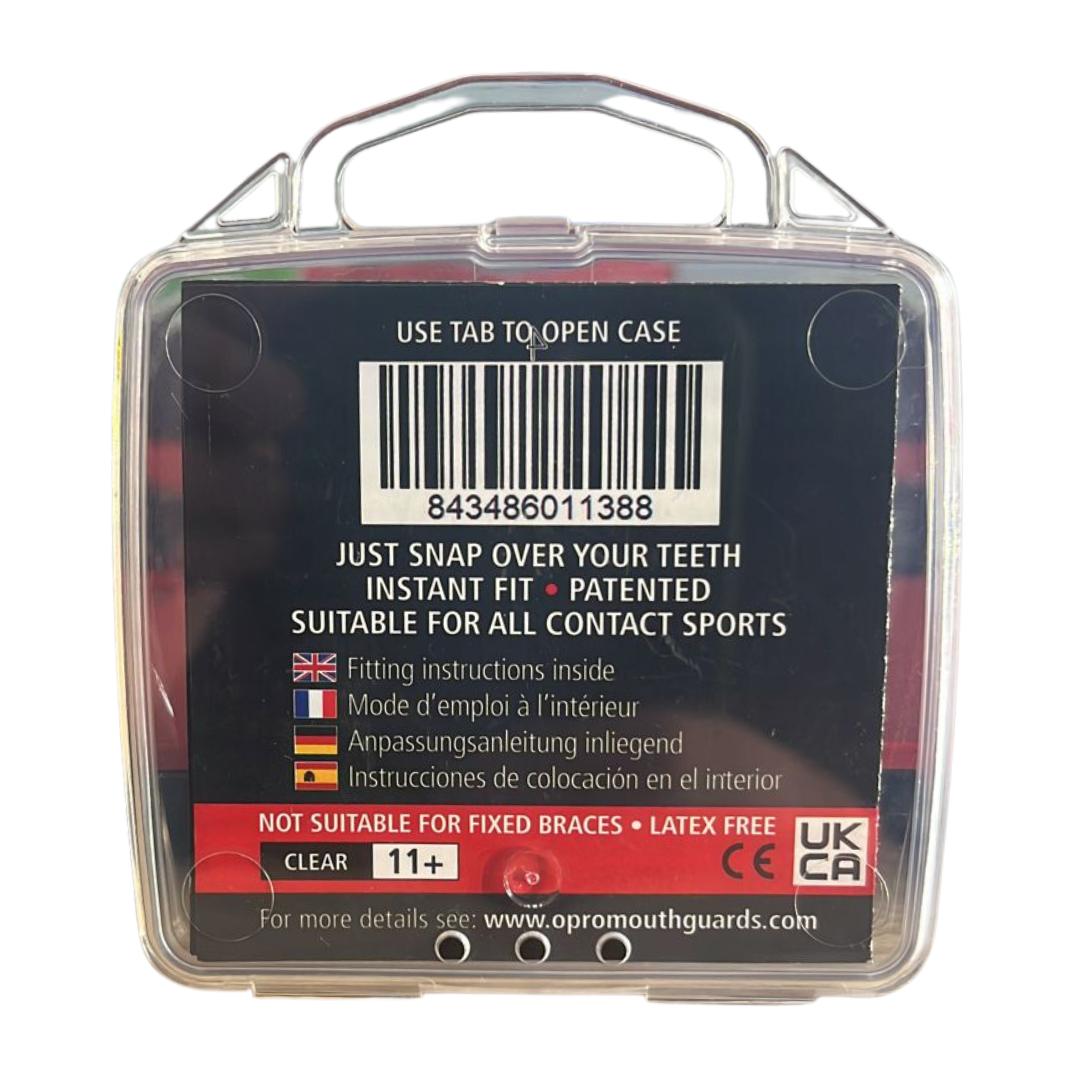 USE TAB TO OPEN CASE
4
843486011388
JUST SNAP OVER YOUR TEETH
INSTANT FIT • PATENTED
SUITABLE FOR ALL CONTACT SPORTS
Fitting instructions inside
Mode d'emploi à l'intérieur
Anpassungsanleitung inliegend
Instrucciones de colocación en el interior
NOT SUITABLE FOR FIXED BRACES • LATEX FREE
CLEAR 11+ CE UK
CA
For more details see: www.opromouthguards.com